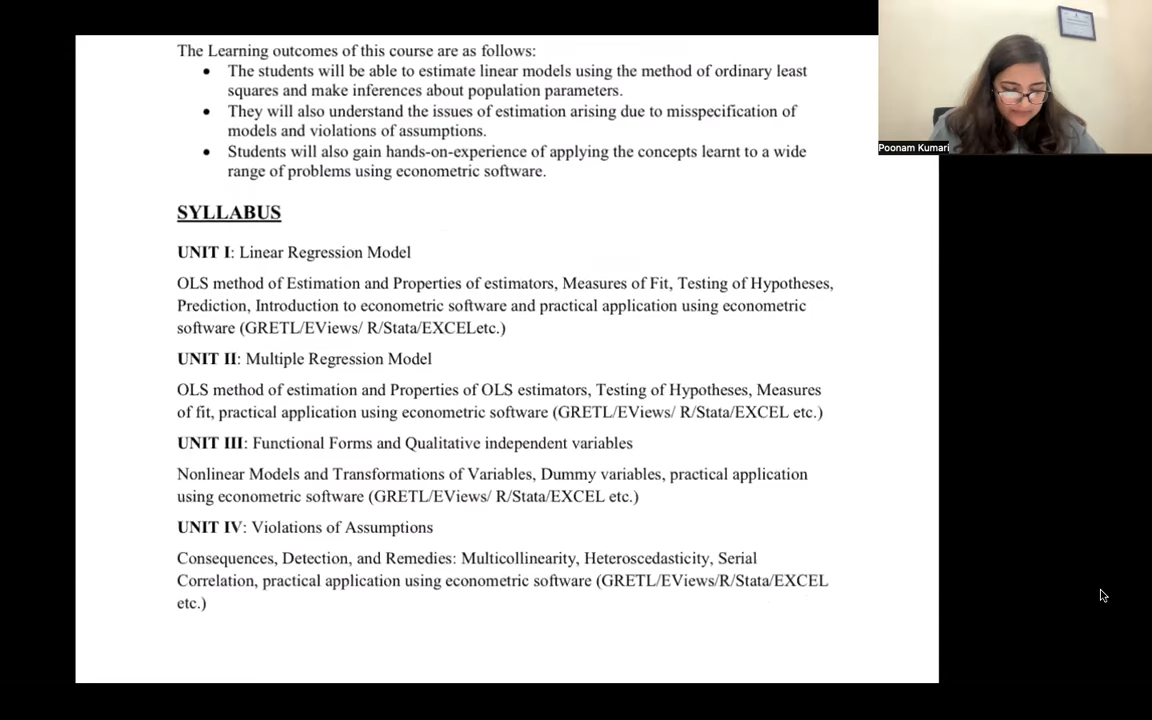 The Learning outcomes of this course are as follows:
• The students will be able to estimate linear models using the method of ordinary least
squares and make inferences about population parameters.
• They will also understand the issues of estimation arising due to misspecification of
models and violations of assumptions.
• Students will also gain hands-on-experience of applying the concepts learnt to a wide
range of problems using econometric software.
SYLLABUS
UNIT I: Linear Regression Model
OLS method of Estimation and Properties of estimators, Measures of Fit, Testing of Hypotheses,
Prediction, Introduction to econometric software and practical application using econometric
software (GRETL/EViews/ R/Stata/EXCELetc.)
UNIT II: Multiple Regression Model
OLS method of estimation and Properties of OLS estimators, Testing of Hypotheses, Measures
of fit, practical application using econometric software (GRETL/EViews/ R/Stata/EXCEL etc.)
UNIT III: Functional Forms and Qualitative independent variables
Nonlinear Models and Transformations of Variables, Dummy variables, practical application
using econometric software (GRETL/EViews/ R/Stata/EXCEL etc.)
UNIT IV: Violations of Assumptions
Consequences, Detection, and Remedies: Multicollinearity, Heteroscedasticity, Serial
Correlation, practical application using econometric software (GRETL/EViews/R/Stata/EXCEL
etc.)
Poonam Kumari